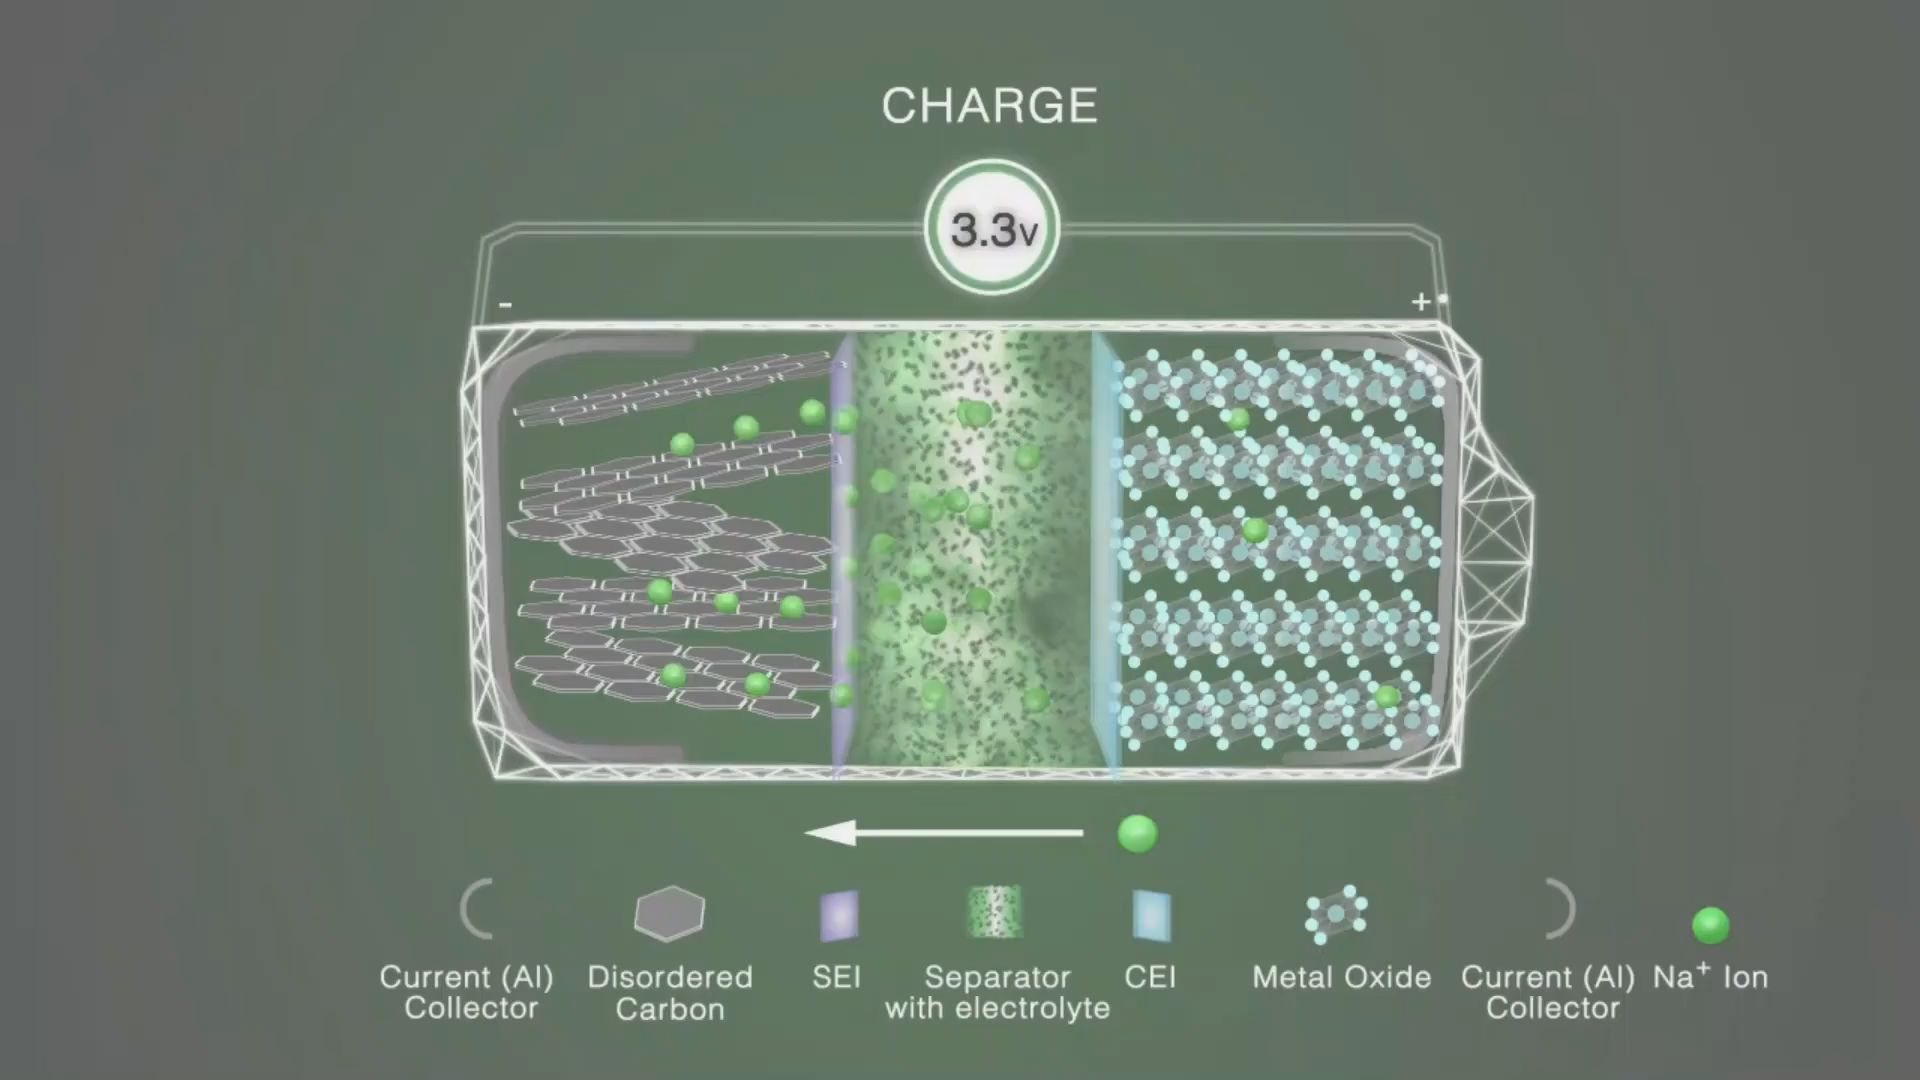 CHARGE
3.3v
- +
Current (Al)
Collector
Disordered
Carbon
SEI
Separator
with electrolyte
CEI
Metal Oxide
Current (Al)
Collector
Na⁺ Ion